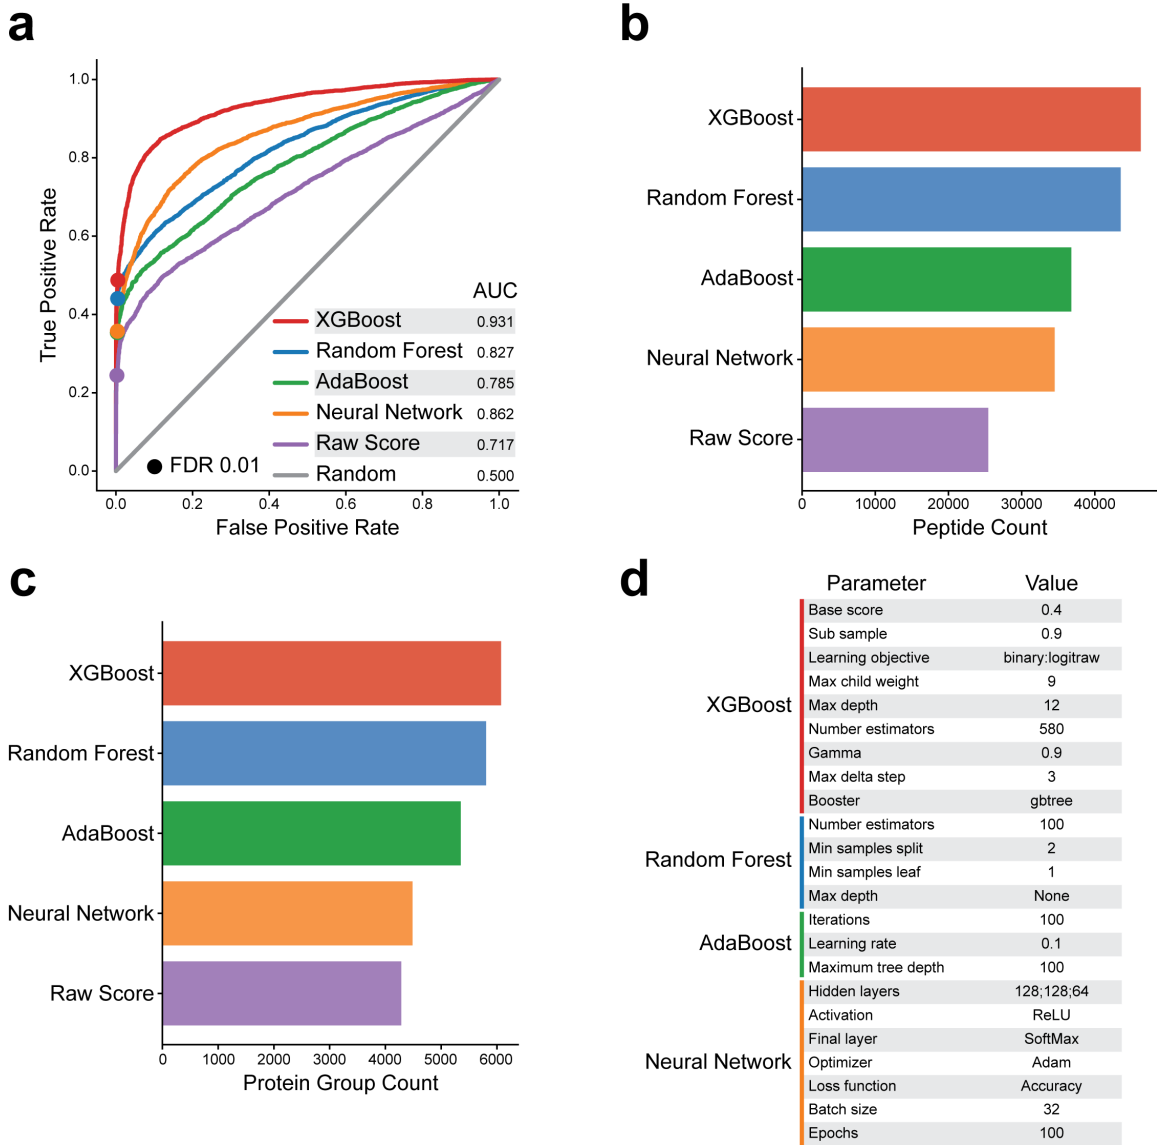 a
True Positive Rate
1.0
0.8
0.6
0.4
0.2
0.0
AUC
XGBoost 0.931
Random Forest 0.827
AdaBoost 0.785
Neural Network 0.862
Raw Score 0.717
Random 0.500
FDR 0.01
0.0 0.2 0.4 0.6 0.8 1.0
False Positive Rate
b
XGBoost
Random Forest
AdaBoost
Neural Network
Raw Score
0 10000 20000 30000 40000
Peptide Count
c
XGBoost
Random Forest
AdaBoost
Neural Network
Raw Score
0 1000 2000 3000 4000 5000 6000
Protein Group Count
d
Parameter Value
XGBoost
Base score 0.4
Sub sample 0.9
Learning objective binary:logitraw
Max child weight 9
Max depth 12
Number estimators 580
Gamma 0.9
Max delta step 3
Booster gbtree
Random Forest
Number estimators 100
Min samples split 2
Min samples leaf 1
Max depth None
AdaBoost
Iterations 100
Learning rate 0.1
Maximum tree depth 100
Neural Network
Hidden layers 128;128;64
Activation ReLU
Final layer SoftMax
Optimizer Adam
Loss function Accuracy
Batch size 32
Epochs 100